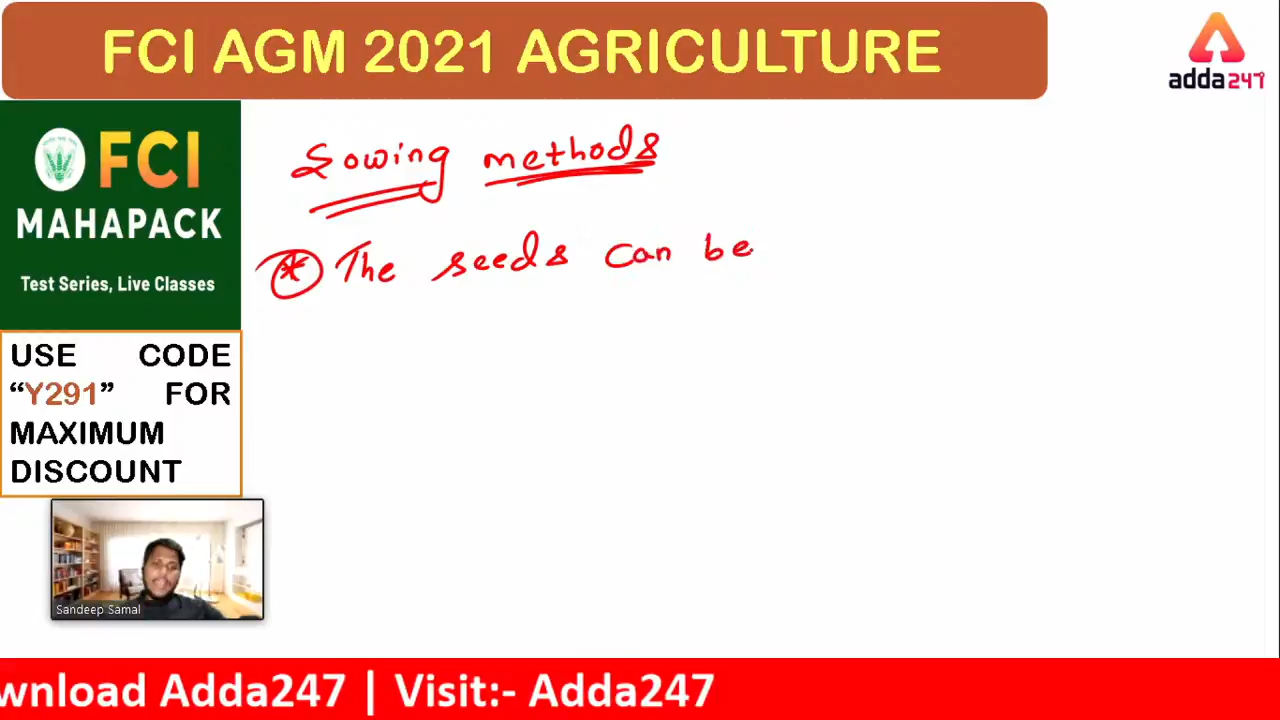 FCI AGM 2021 AGRICULTURE
adda247
FCI
MAHAPACK
Test Series, Live Classes
USE CODE
“Y291” FOR
MAXIMUM
DISCOUNT
Sowing methods
* The seeds can be
Sandeep Samal
wnload Adda247 | Visit:- Adda247